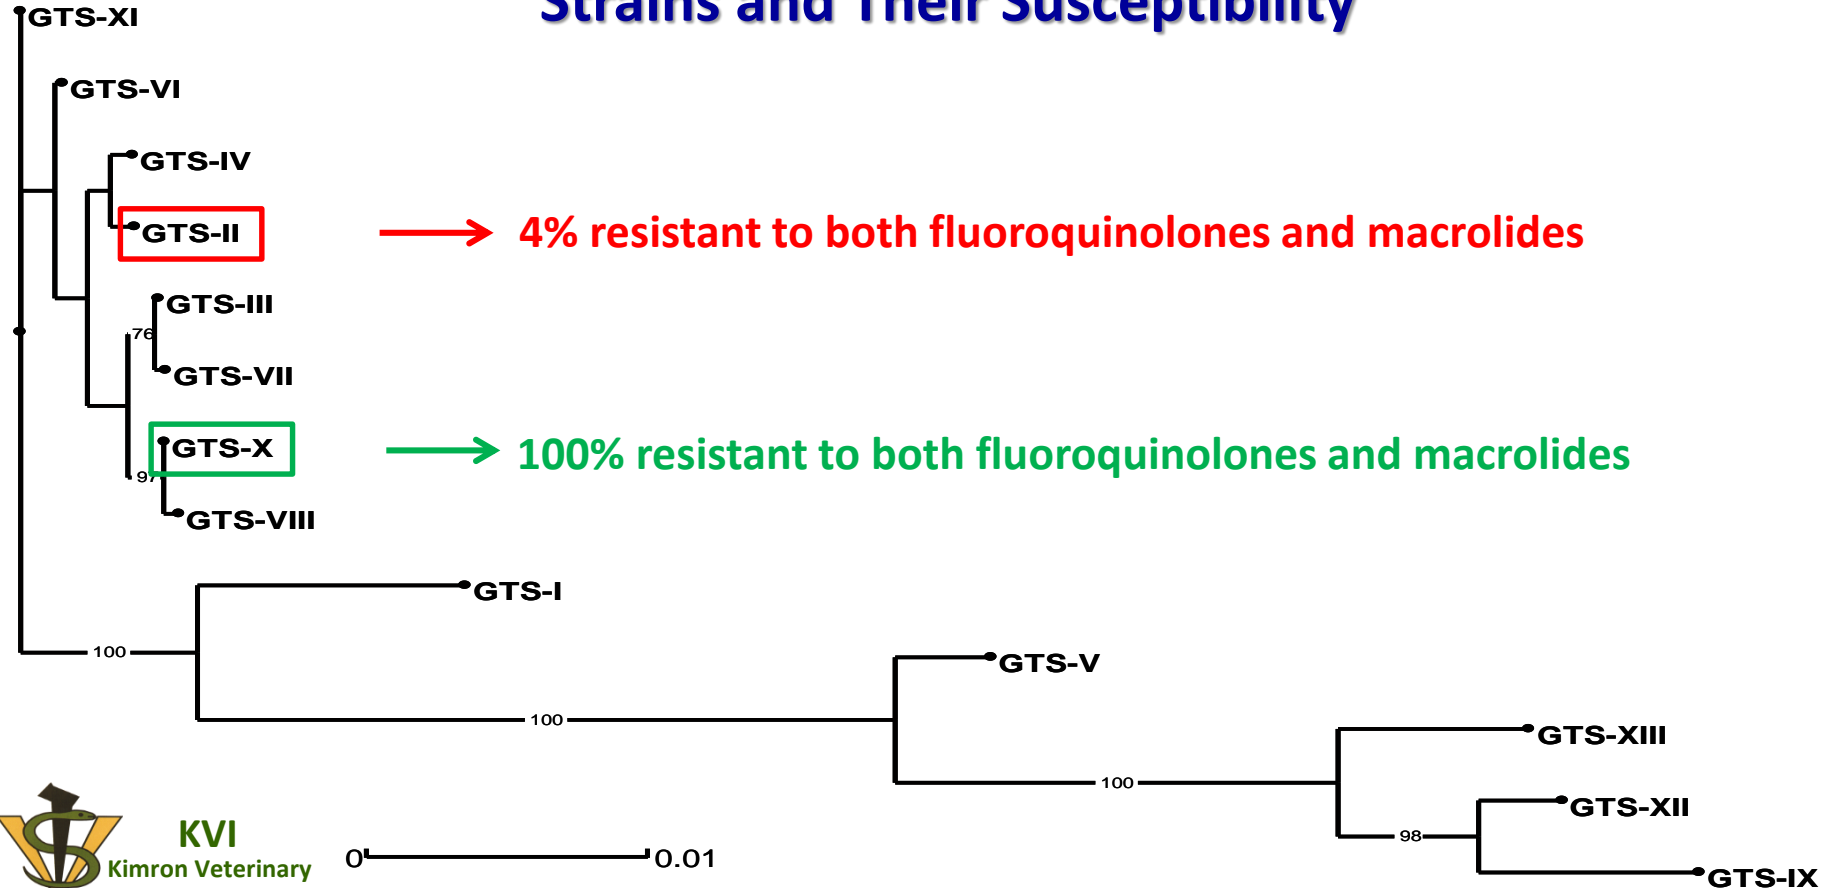 Strains and Their Susceptibility
GTS-XI
GTS-VI
GTS-IV
GTS-II
4% resistant to both fluoroquinolones and macrolides
GTS-III
76
GTS-VII
GTS-X
100% resistant to both fluoroquinolones and macrolides
97
GTS-VIII
GTS-I
100
GTS-V
100
GTS-XIII
100
GTS-XII
98
GTS-IX
KVI
Kimron Veterinary
0
0.01